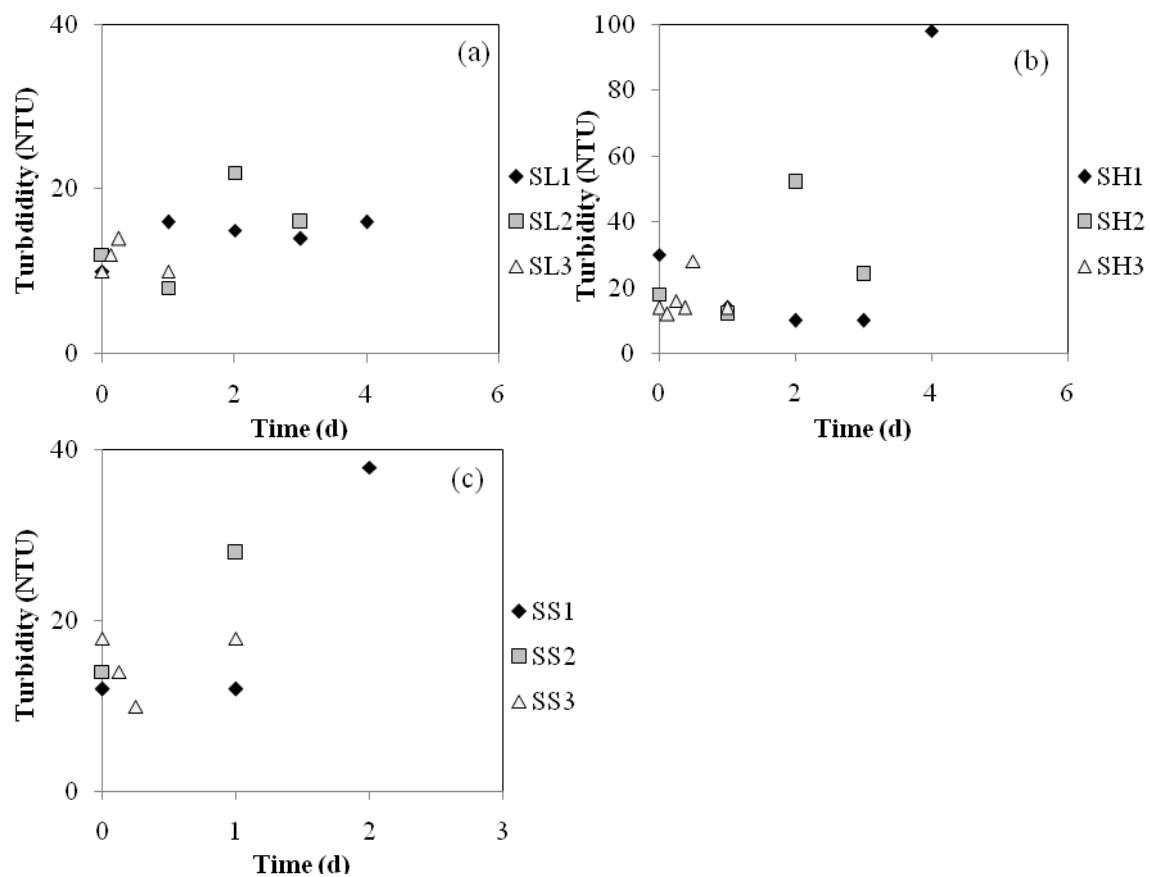 40
20
0
Turbdidity (NTU)
(a)
SL1
SL2
SL3
0 2 4 6
Time (d)
100
80
60
40
20
0
Turbidity (NTU)
(b)
SH1
SH2
SH3
0 2 4 6
Time (d)
40
20
0
Turbidity (NTU)
(c)
SS1
SS2
SS3
0 1 2 3
Time (d)